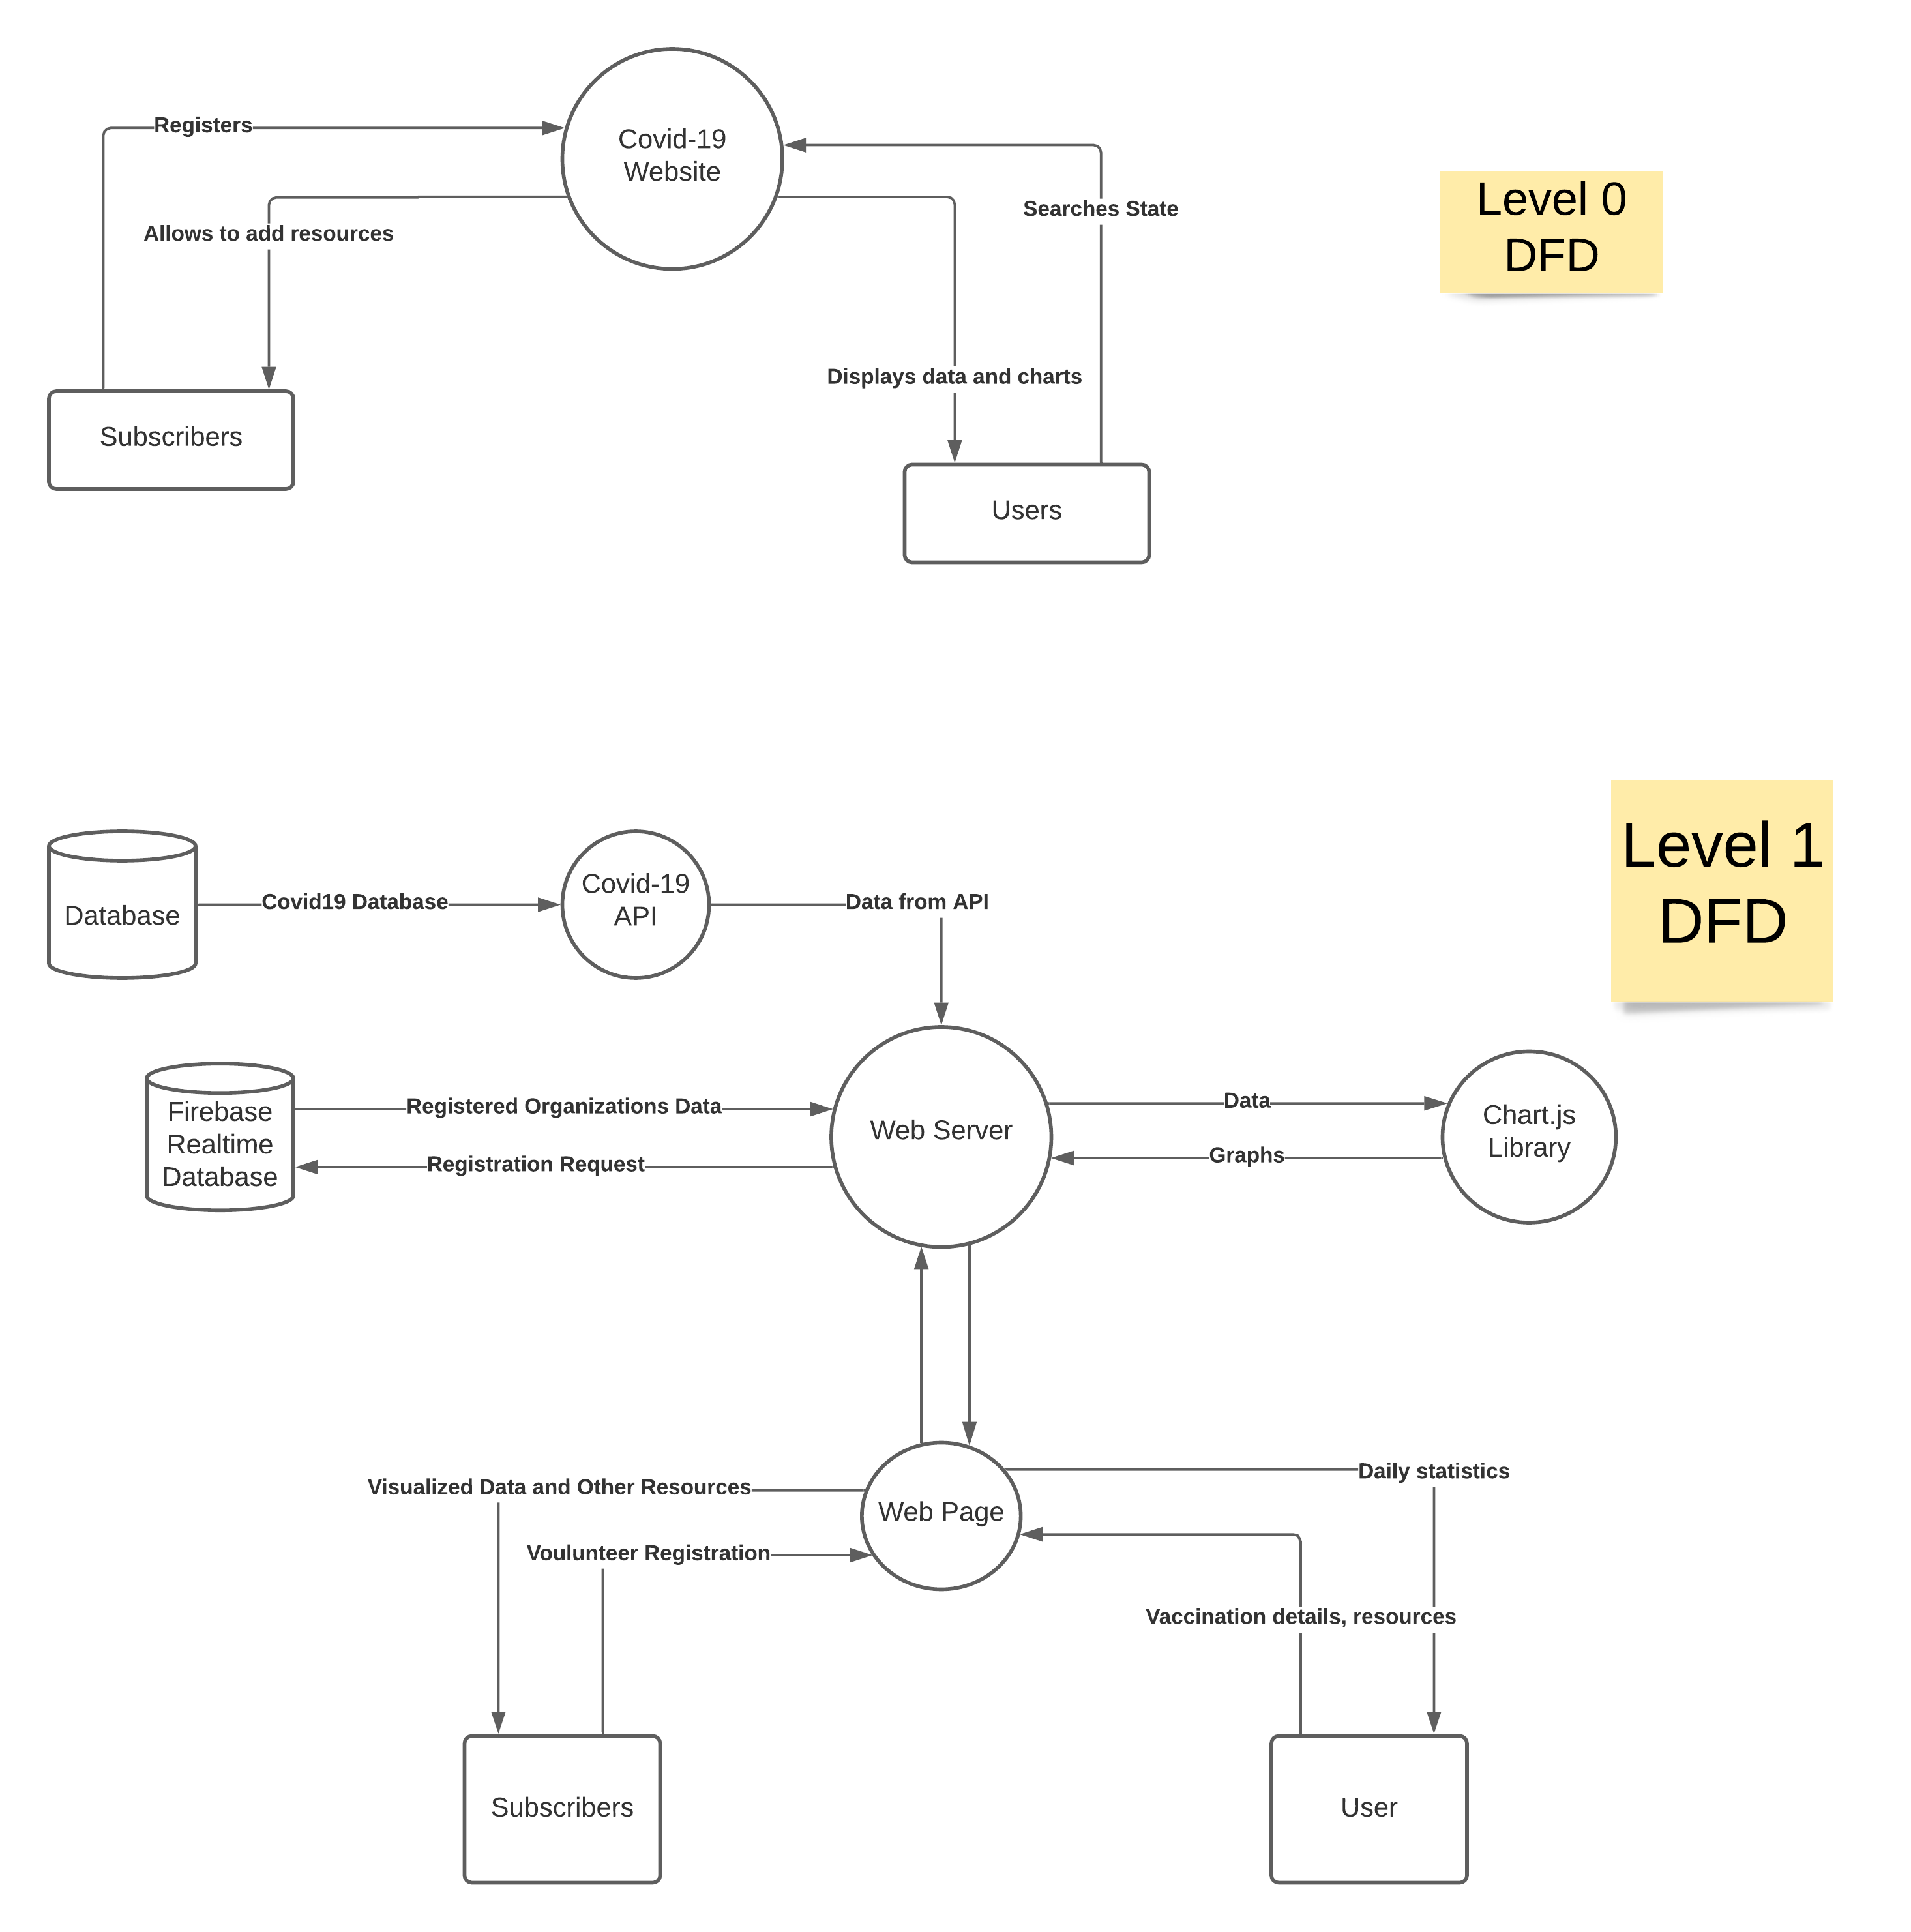 Registers
Covid-19
Website
Searches State
Level 0
DFD
Allows to add resources
Displays data and charts
Subscribers
Users
Level 1
DFD
Database
Covid19 Database
Covid-19
API
Data from API
Firebase
Realtime
Database
Registered Organizations Data
Registration Request
Web Server
Data
Graphs
Chart.js
Library
Visualized Data and Other Resources
Web Page
Daily statistics
Voulunteer Registration
Vaccination details, resources
Subscribers
User